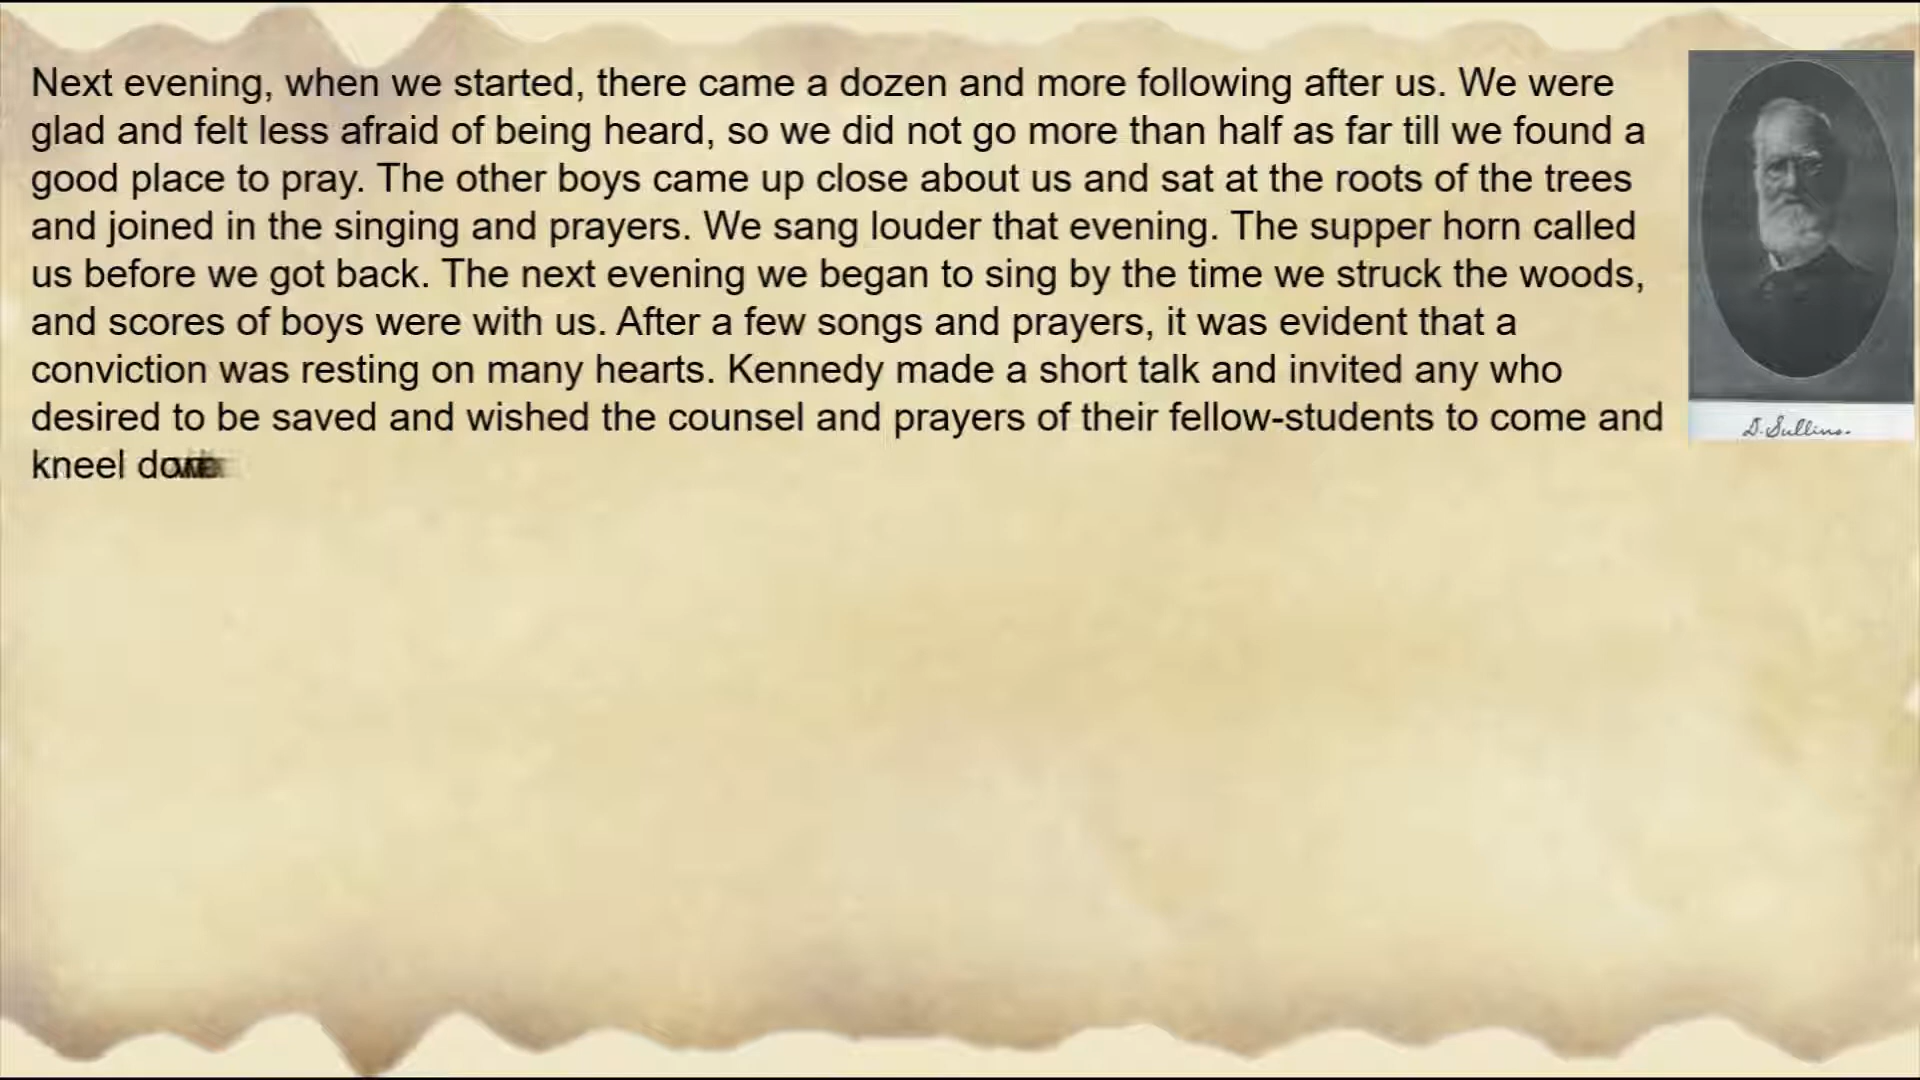 Next evening, when we started, there came a dozen and more following after us. We were
glad and felt less afraid of being heard, so we did not go more than half as far till we found a
good place to pray. The other boys came up close about us and sat at the roots of the trees
and joined in the singing and prayers. We sang louder that evening. The supper horn called
us before we got back. The next evening we began to sing by the time we struck the woods,
and scores of boys were with us. After a few songs and prayers, it was evident that a
conviction was resting on many hearts. Kennedy made a short talk and invited any who
desired to be saved and wished the counsel and prayers of their fellow-students to come and
kneel
D. Sullins.